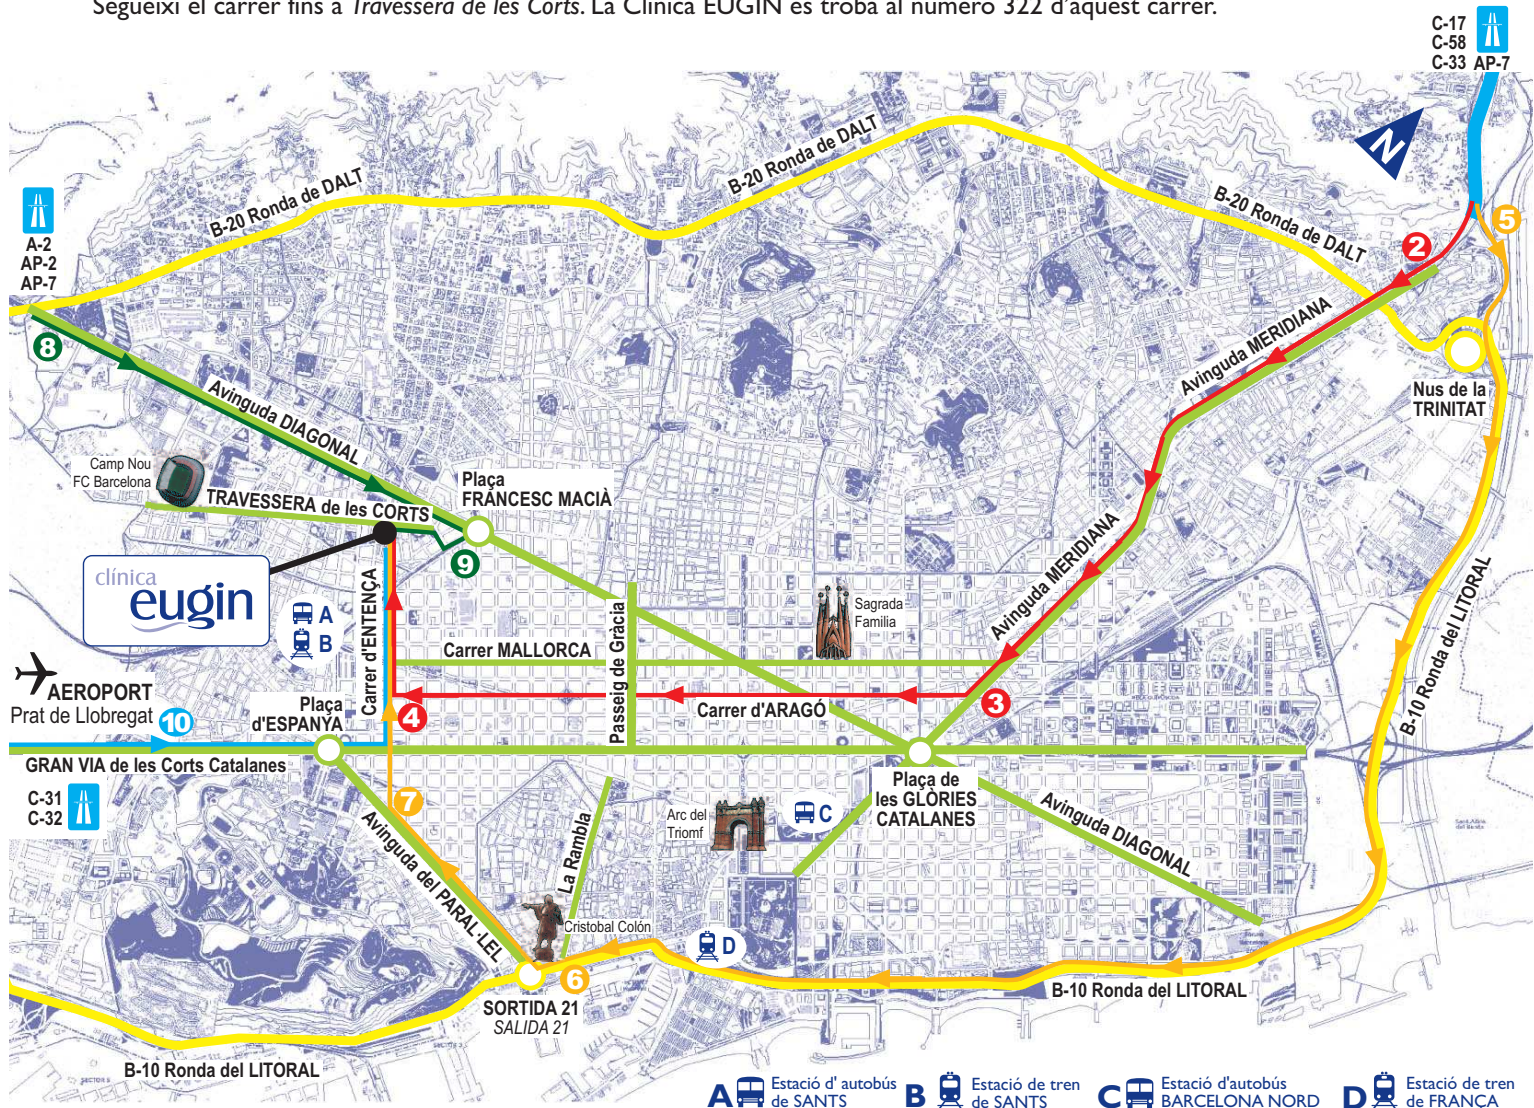 Segueixi el carrer fins a Travessera de les Corts. La Clínica EUGIN es troba al número 322 d'aquest carrer.
C-17
C-58
C-33 AP-7
N
B-20 Ronda de DALT
B-20 Ronda de DALT
B-20 Ronda de DALT
A-2
AP-2
AP-7
5
2
8
Avinguda MERIDIANA
Nus de la
TRINITAT
Avinguda DIAGONAL
Camp Nou
FC Barcelona
TRAVESSERA de les CORTS
Plaça
FRANCESC MACIÀ
9
Avinguda MERIDIANA
clínica
eugin
A
B
Carrer d'ENTENÇA
Passeig de Gràcia
Sagrada
Familia
Carrer MALLORCA
B-10 Ronda del LITORAL
AEROPORT
Prat de Llobregat
10
Plaça
d'ESPANYA
4
Carrer d'ARAGÓ
3
GRAN VIA de les Corts Catalanes
C-31
C-32
7
Plaça de
les GLÒRIES
CATALANES
Avinguda DIAGONAL
Arc del
Triomf
C
La Rambla
Avinguda del PARAL·LEL
Cristobal Colón
D
6
SORTIDA 21
SALIDA 21
B-10 Ronda del LITORAL
B-10 Ronda del LITORAL
A Estació d' autobús
de SANTS
B Estació de tren
de SANTS
C Estació d'autobús
BARCELONA NORD
D Estació de tren
de FRANÇA